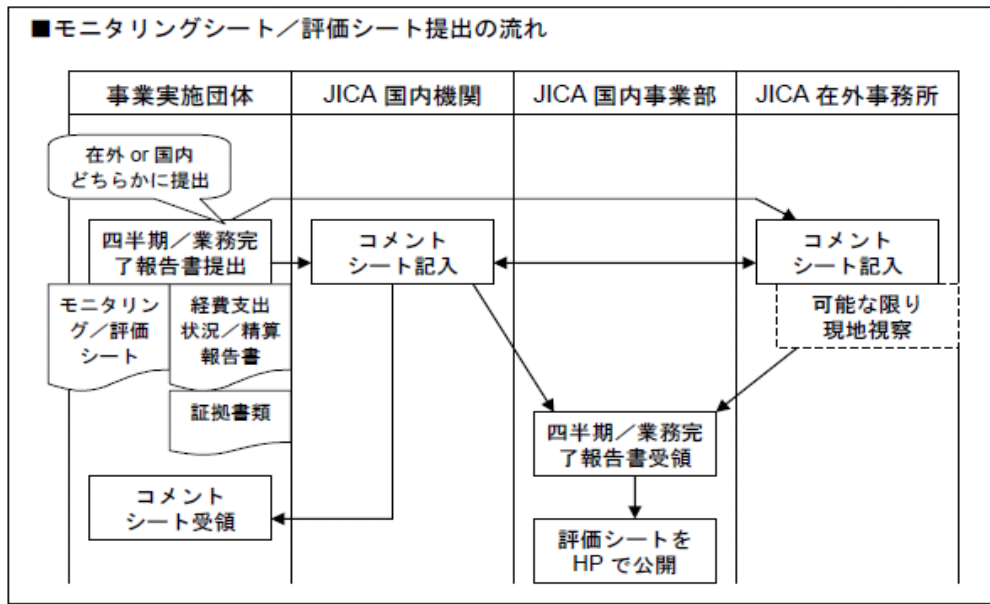 ■モニタリングシート／評価シート提出の流れ
事業実施団体
JICA 国内機関
JICA 国内事業部
JICA 在外事務所
在外 or 国内
どちらかに提出
四半期／業務完
了報告書提出
コメント
シート記入
コメント
シート記入
モニタリン
グ／評価
シート
経費支出
状況／精算
報告書
可能な限り
現地視察
証拠書類
四半期／業務完
了報告書受領
コメント
シート受領
評価シートを
HP で公開